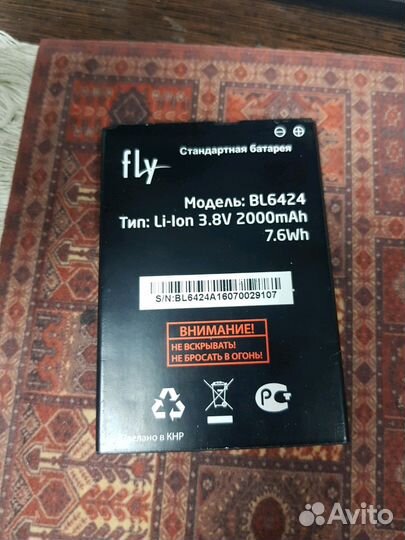 fly
Стандартная батарея
Модель: BL6424
Тип: Li-Ion 3.8V 2000mAh
7.6Wh
S/N:BL6424A16070029107
ВНИМАНИЕ!
НЕ ВСКРЫВАТЬ!
НЕ БРОСАТЬ В ОГОНЬ!
Сделано в КНР
Avito